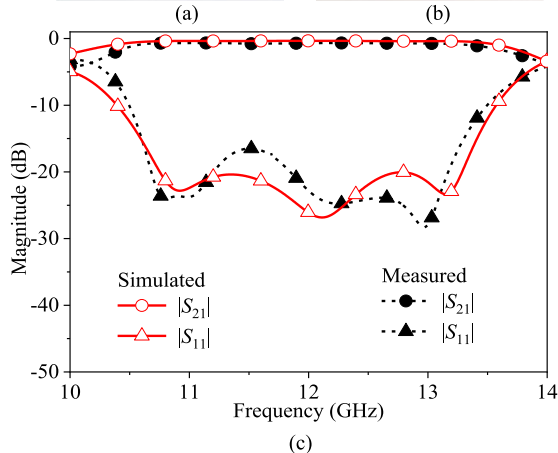 (a) (b)
0
-10
-20
-30
-40
-50
Magnitude (dB)
Simulated
|S21|
|S11|
Measured
|S21|
|S11|
10 11 12 13 14
Frequency (GHz)
(c)